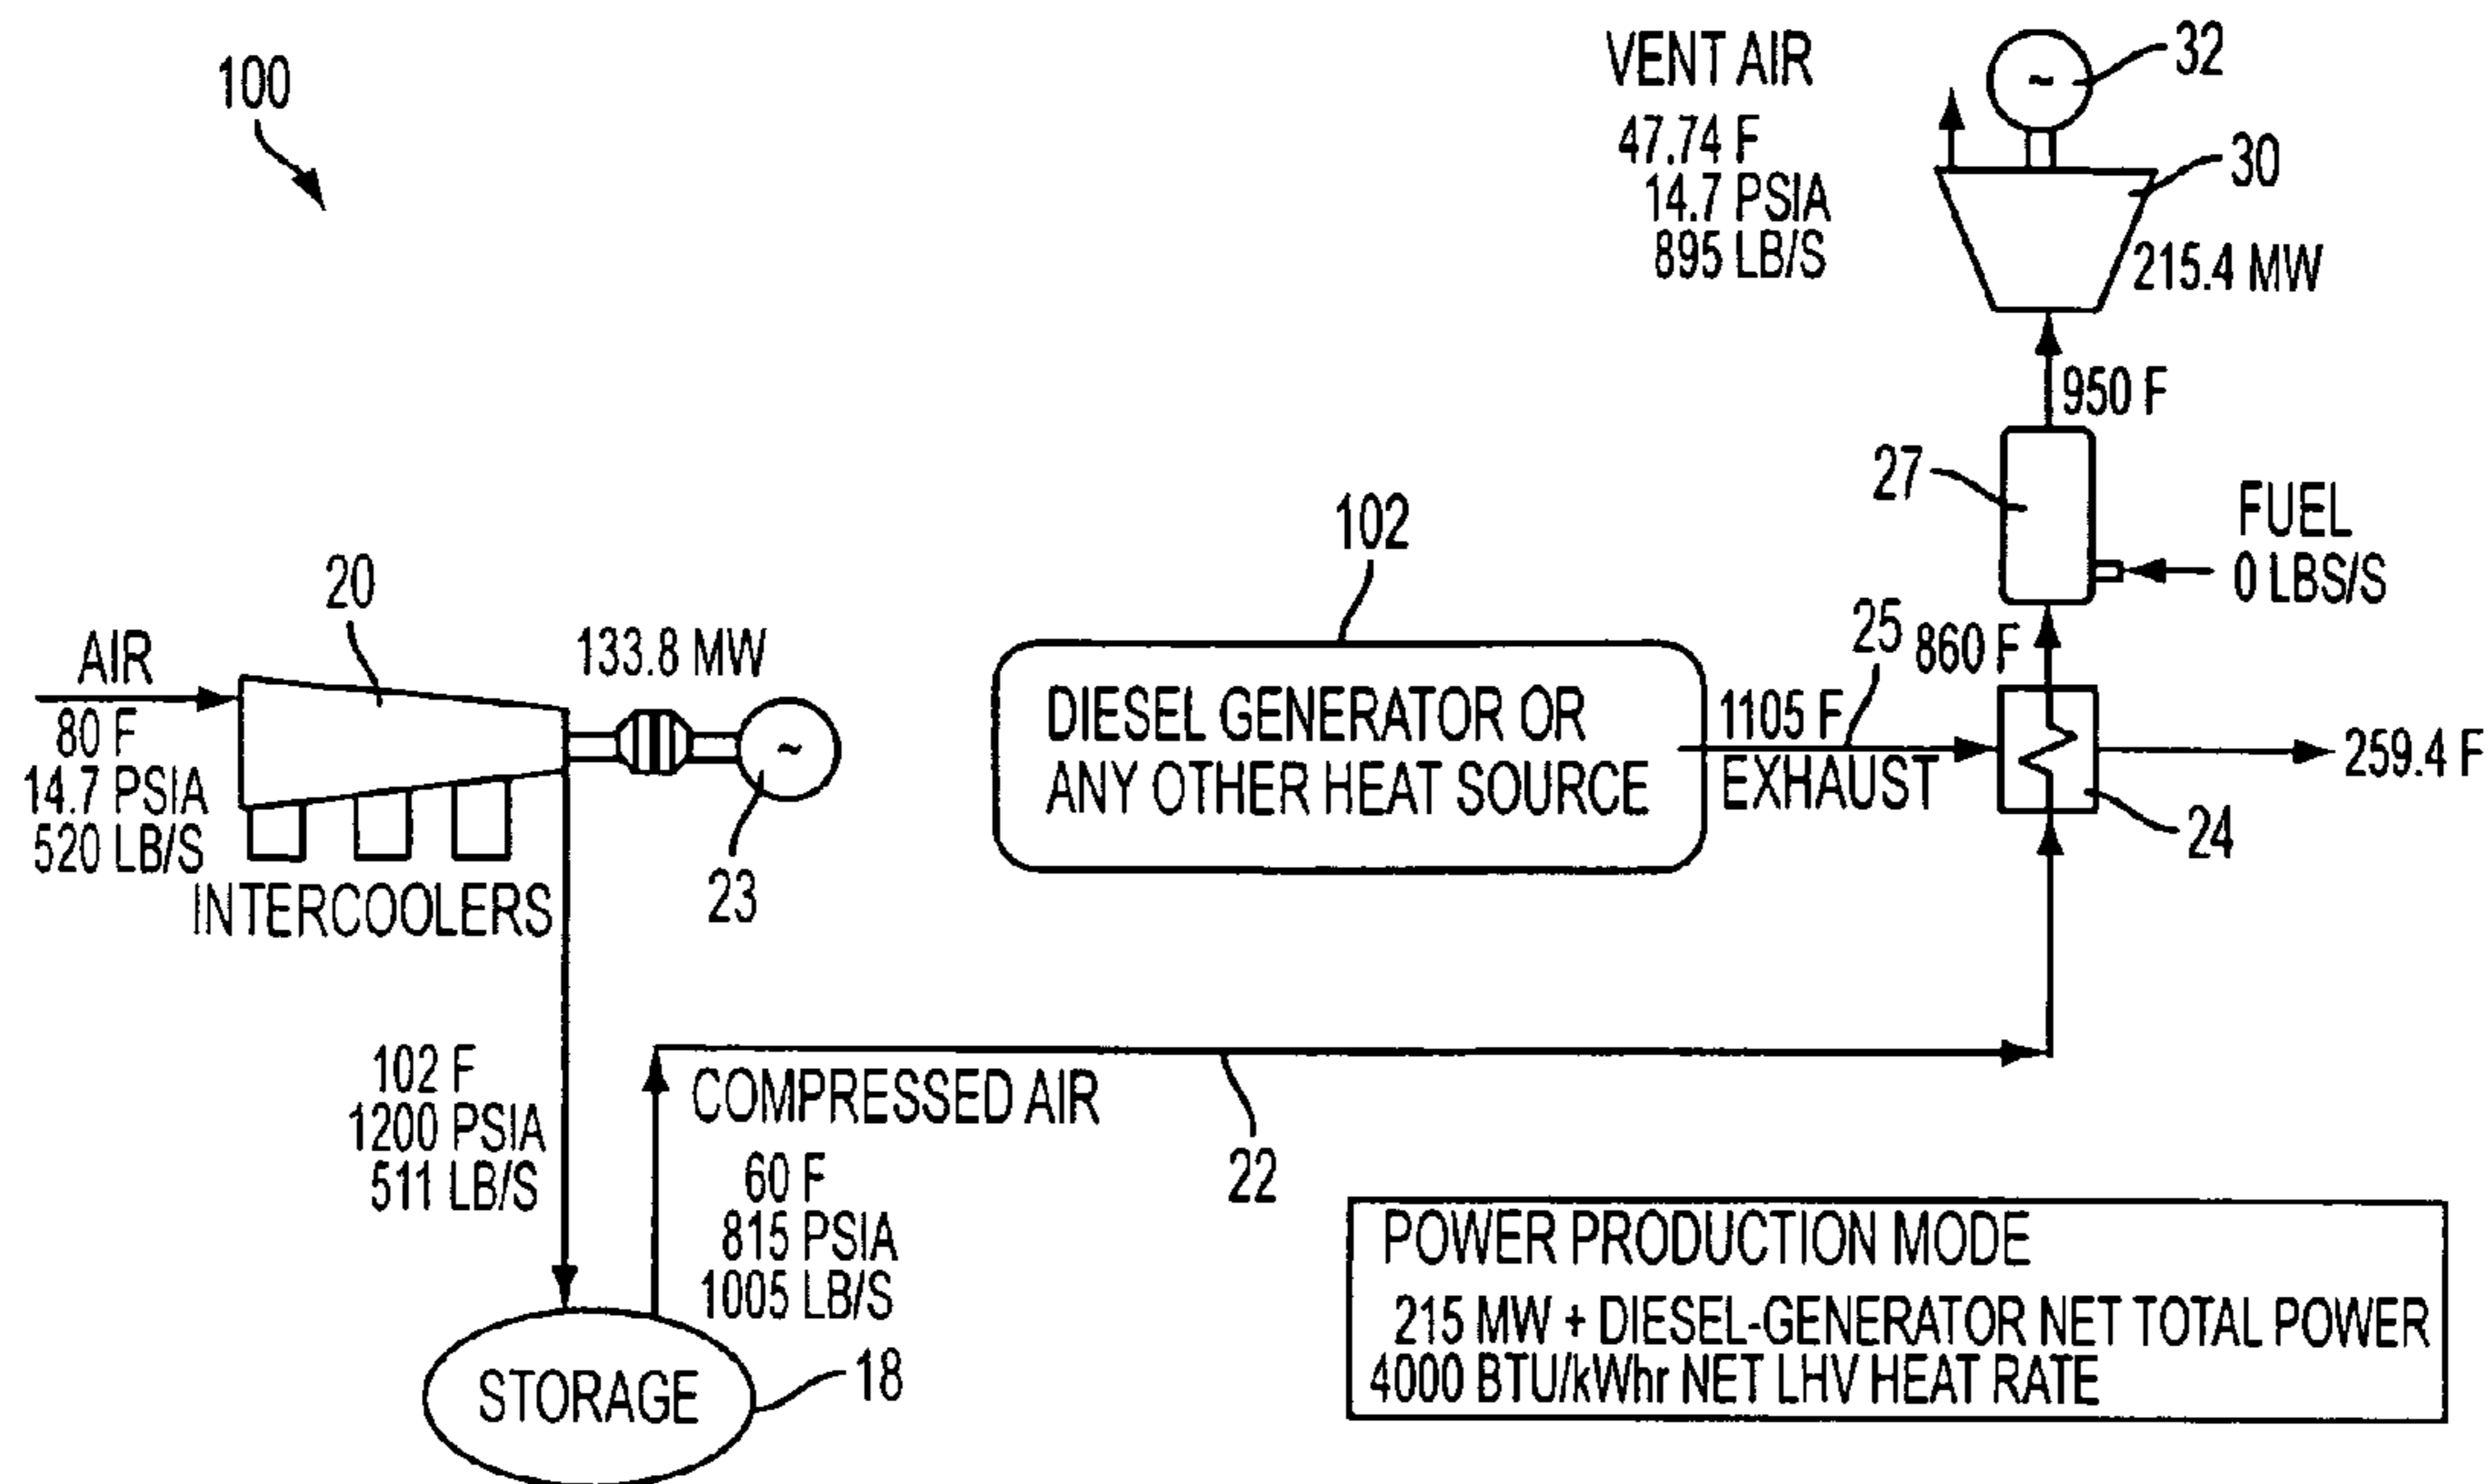 100
VENT AIR
47.74 F
14.7 PSIA
895 LB/S
~
32
30
215.4 MW
950 F
27
FUEL
0 LBS/S
860 F
102
DIESEL GENERATOR OR
ANY OTHER HEAT SOURCE
1105 F
EXHAUST
25
259.4 F
24
20
AIR
80 F
14.7 PSIA
520 LB/S
INTERCOOLERS
133.8 MW
~
23
102 F
1200 PSIA
511 LB/S
COMPRESSED AIR
60 F
815 PSIA
1005 LB/S
22
STORAGE
18
POWER PRODUCTION MODE
215 MW + DIESEL-GENERATOR NET TOTAL POWER
4000 BTU/kWhr NET LHV HEAT RATE